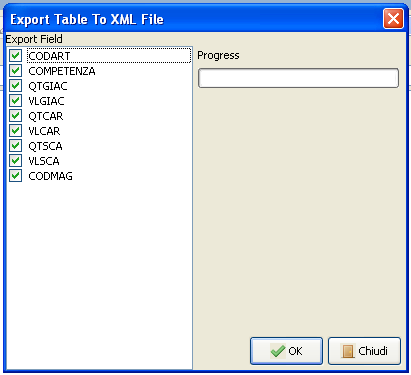 Export Table To XML File
Export Field
CODART
COMPETENZA
QTGIAC
VLGIAC
QTCAR
VLCAR
QTSCA
VLSCA
CODMAG
Progress
OK
Chiudi